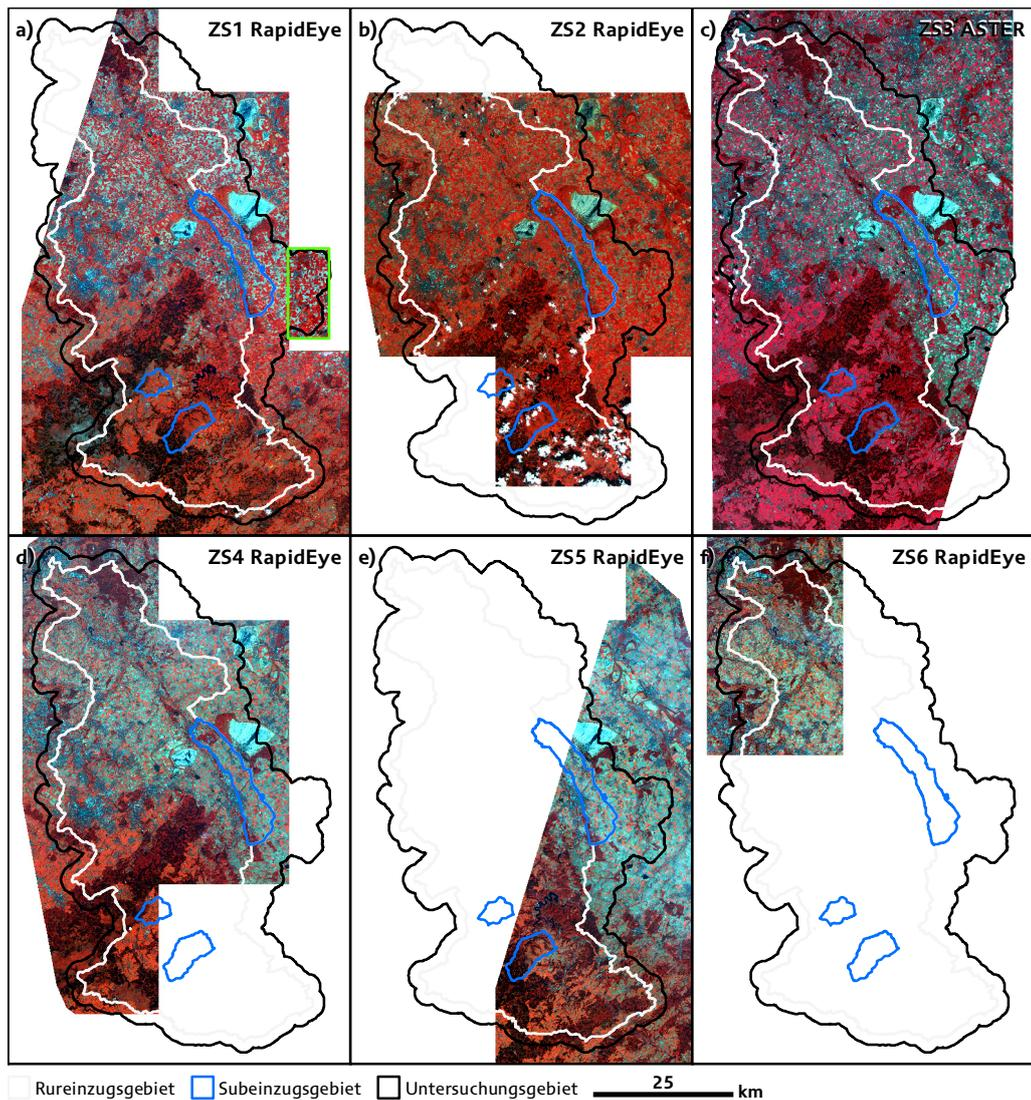 a) ZS1 RapidEye
b) ZS2 RapidEye
c) ZS3 ASTER
d) ZS4 RapidEye
e) ZS5 RapidEye
f) ZS6 RapidEye
Rureinzugsgebiet Subeinzugsgebiet Untersuchungsgebiet 25 km